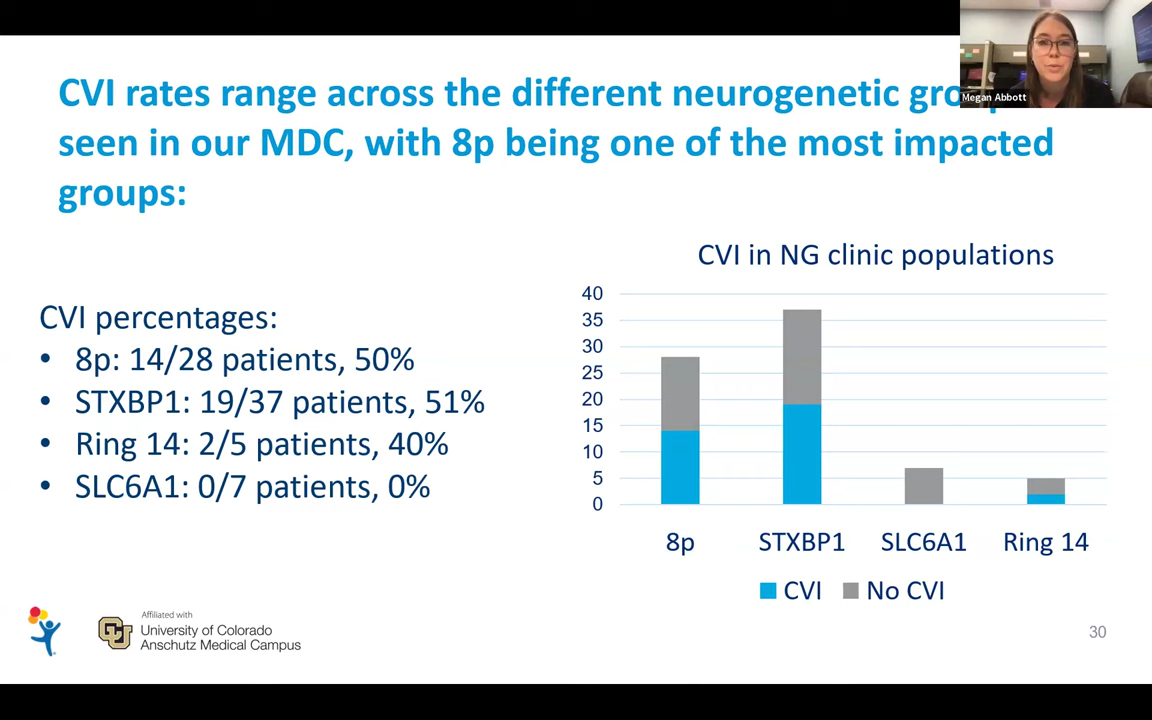 CVI rates range across the different neurogenetic
seen in our MDC, with 8p being one of the most impacted
groups:
Megan Abbott
CVI percentages:
• 8p: 14/28 patients, 50%
• STXBP1: 19/37 patients, 51%
• Ring 14: 2/5 patients, 40%
• SLC6A1: 0/7 patients, 0%
CVI in NG clinic populations
40
35
30
25
20
15
10
5
0
8p STXBP1 SLC6A1 Ring 14
CVI No CVI
Affiliated with
University of Colorado
Anschutz Medical Campus
30